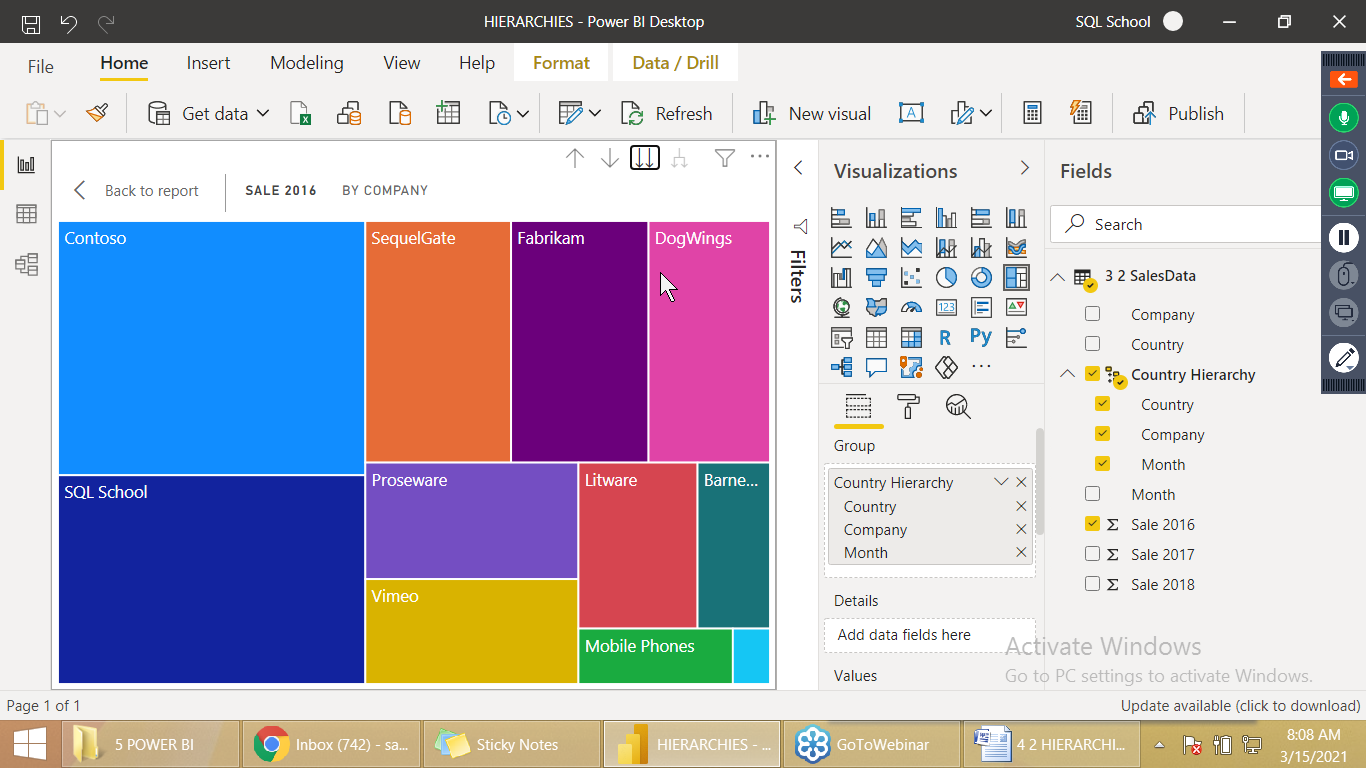 HIERARCHIES - Power BI Desktop
SQL School
File
Home
Insert
Modeling
View
Help
Format
Data / Drill
Get data
Refresh
New visual
Publish
Back to report
SALE 2016
BY COMPANY
Contoso
SequelGate
Fabrikam
DogWings
SQL School
Proseware
Litware
Barne...
Vimeo
Mobile Phones
Filters
Visualizations
123
R
Py
Group
Country Hierarchy
Country
Company
Month
Details
Add data fields here
Values
Fields
Search
3 2 SalesData
Company
Country
Country Hierarchy
Country
Company
Month
Month
Σ Sale 2016
Σ Sale 2017
Σ Sale 2018
Activate Windows
Go to PC settings to activate Windows.
Page 1 of 1
Update available (click to download)
5 POWER BI
Inbox (742) - sa...
Sticky Notes
HIERARCHIES - ...
GoToWebinar
4 2 HIERARCHI...
8:08 AM
3/15/2021